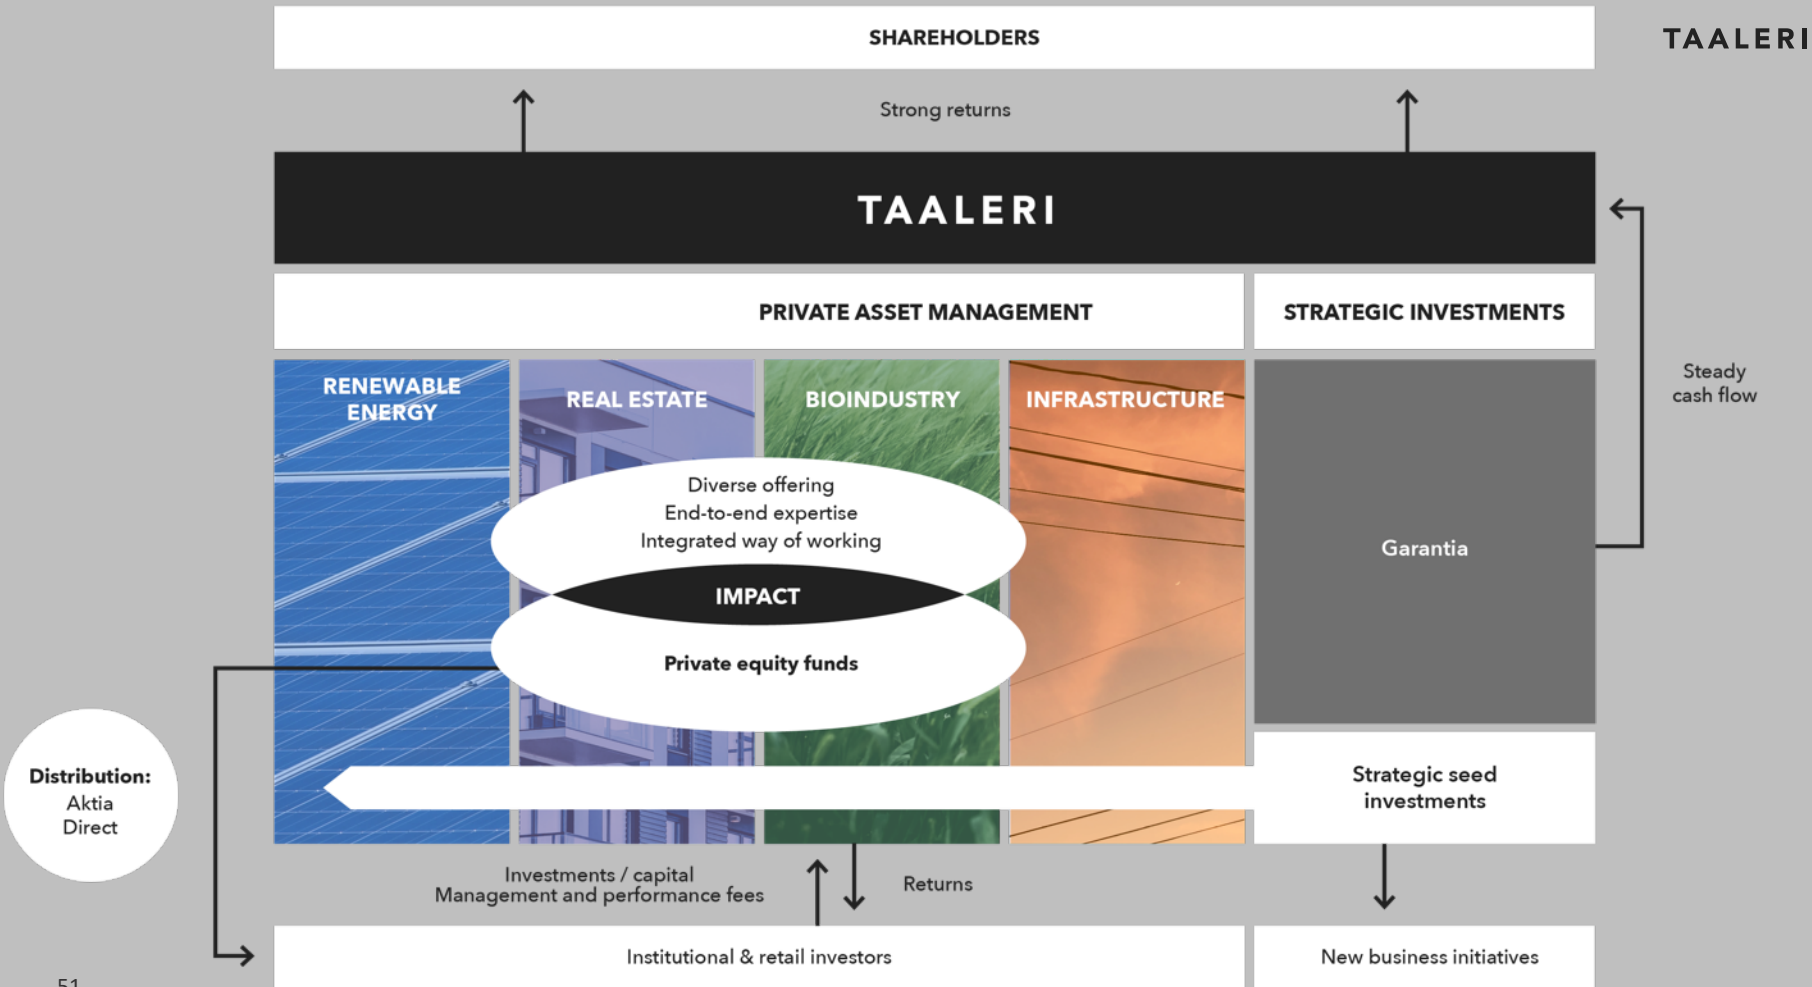 SHAREHOLDERS
TAALERI
Strong returns
TAALERI
PRIVATE ASSET MANAGEMENT
STRATEGIC INVESTMENTS
Steady
cash flow
RENEWABLE
ENERGY
REAL ESTATE
BIOINDUSTRY
INFRASTRUCTURE
Diverse offering
End-to-end expertise
Integrated way of working
IMPACT
Private equity funds
Garantia
Distribution:
Aktia
Direct
Strategic seed
investments
Investments / capital
Management and performance fees
Returns
Institutional & retail investors
New business initiatives
51